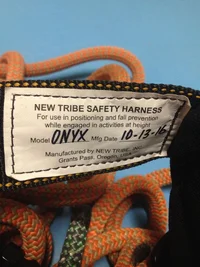 NEW TRIBE SAFETY HARNESS
For use in positioning and fall prevention
while engaged in activities at height
Model ONYX Mfg Date 10-13-16
Manufactured by NEW TRIBE,
Grants Pass, Oregon,